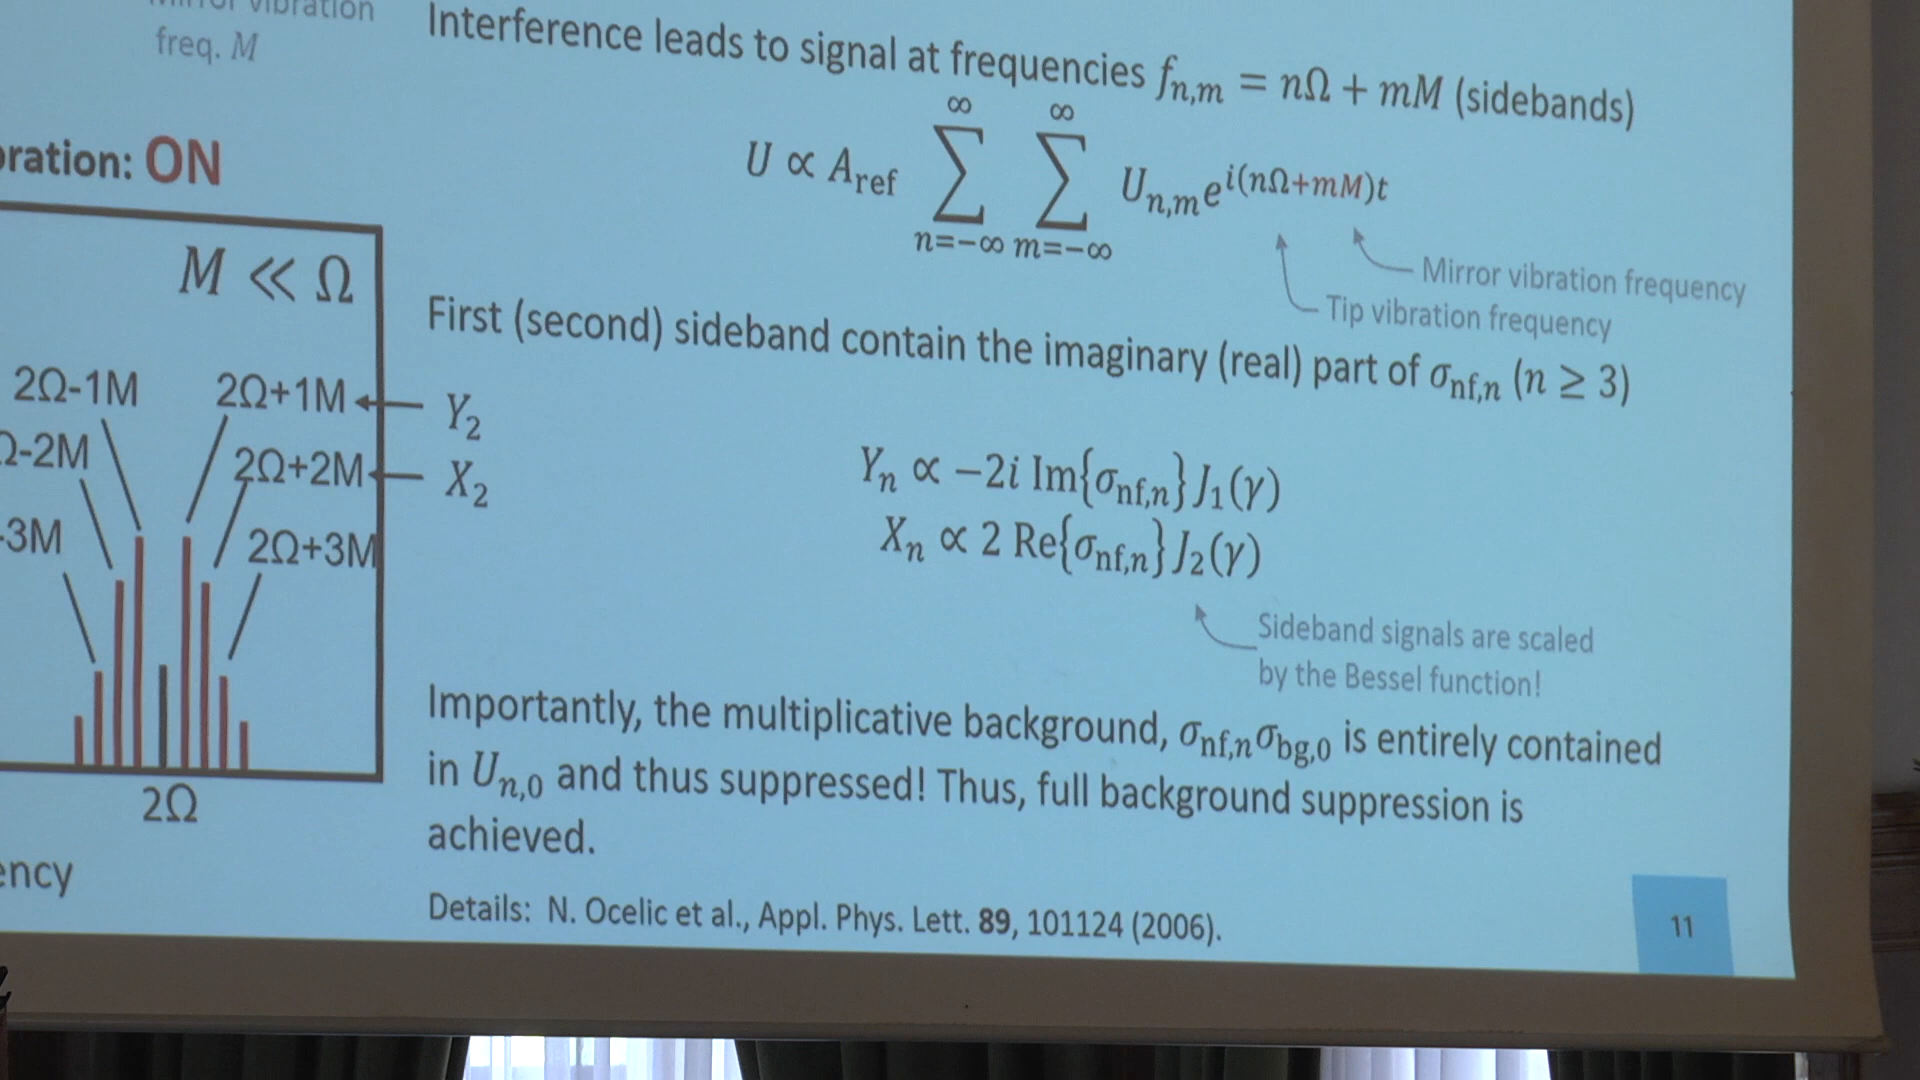 vibration
freq. M
Interference leads to signal at frequencies fₙ,ₘ = nΩ + mM (sidebands)
U ∝ A_ref ∑_{n=−∞}^{∞} ∑_{m=−∞}^{∞} Uₙ,ₘ e^{i(nΩ+mM)t}
Mirror vibration frequency
Tip vibration frequency
ration: ON
M ≪ Ω
First (second) sideband contain the imaginary (real) part of σ_{nf,n} (n ≥ 3)
2Ω-1M
2Ω+1M
Y₂
Ω-2M
2Ω+2M
X₂
-3M
2Ω+3M
2Ω
ency
Yₙ ∝ −2i Im{σ_{nf,n}} J₁(γ)
Xₙ ∝ 2 Re{σ_{nf,n}} J₂(γ)
Sideband signals are scaled
by the Bessel function!
Importantly, the multiplicative background, σ_{nf,n}σ_{bg,0} is entirely contained
in U_{n,0} and thus suppressed! Thus, full background suppression is
achieved.
Details: N. Ocelic et al., Appl. Phys. Lett. 89, 101124 (2006).
11